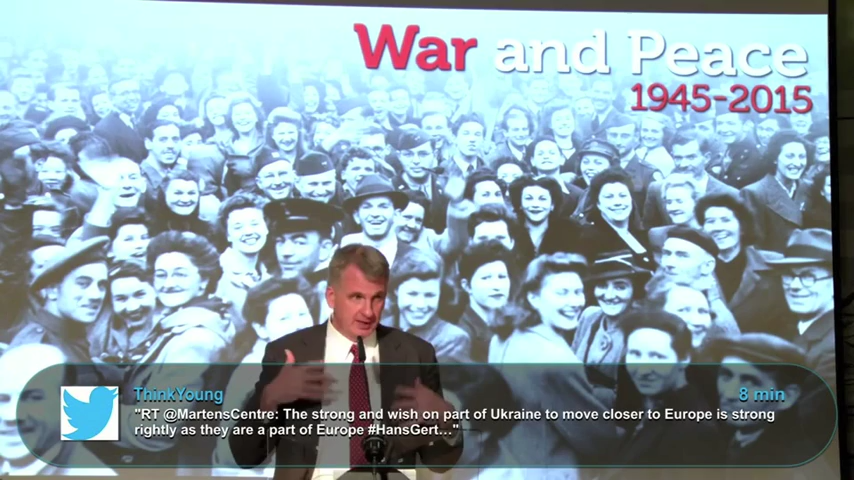 War and Peace
1945-2015
ThinkYoung
8 min
"RT @MartensCentre: The strong and wish on part of Ukraine to move closer to Europe is strong
rightly as they are a part of Europe #HansGert…"